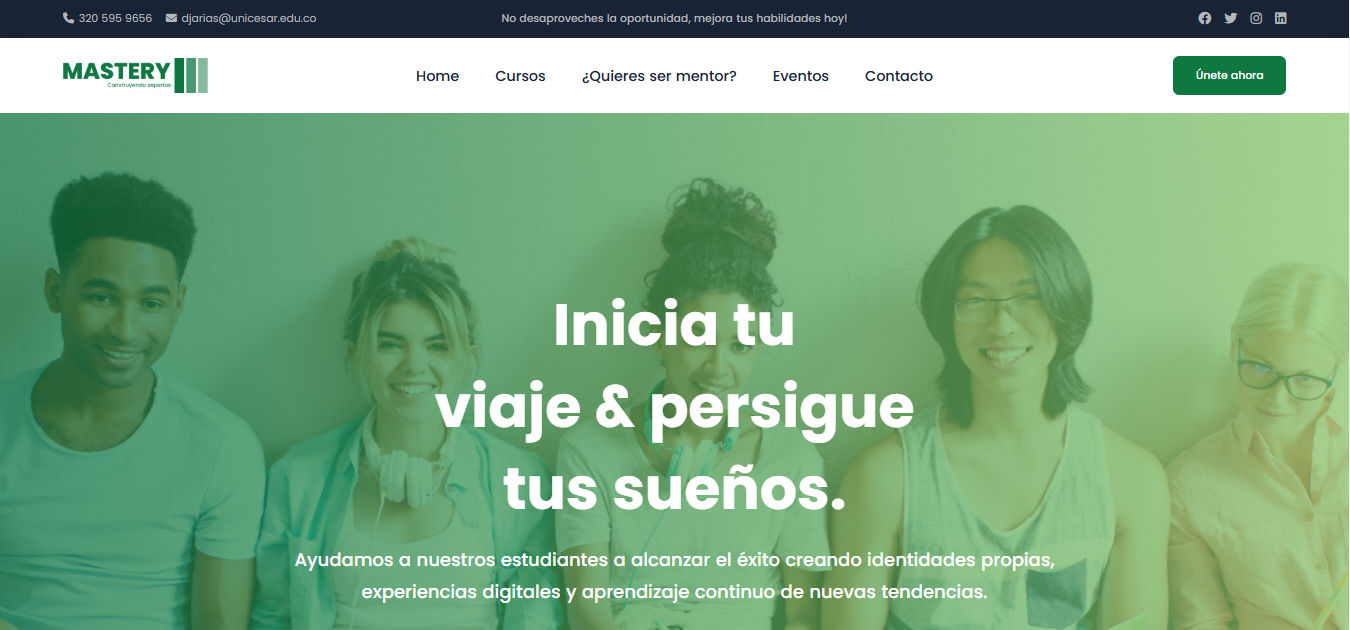 320 595 9656 djarias@unicesar.edu.co No desaproveches la oportunidad, mejora tus habilidades hoy!
MASTERY
Construyendo expertos
Home Cursos ¿Quieres ser mentor? Eventos Contacto
Únete ahora
Inicia tu
viaje & persigue
tus sueños.
Ayudamos a nuestros estudiantes a alcanzar el éxito creando identidades propias,
experiencias digitales y aprendizaje continuo de nuevas tendencias.